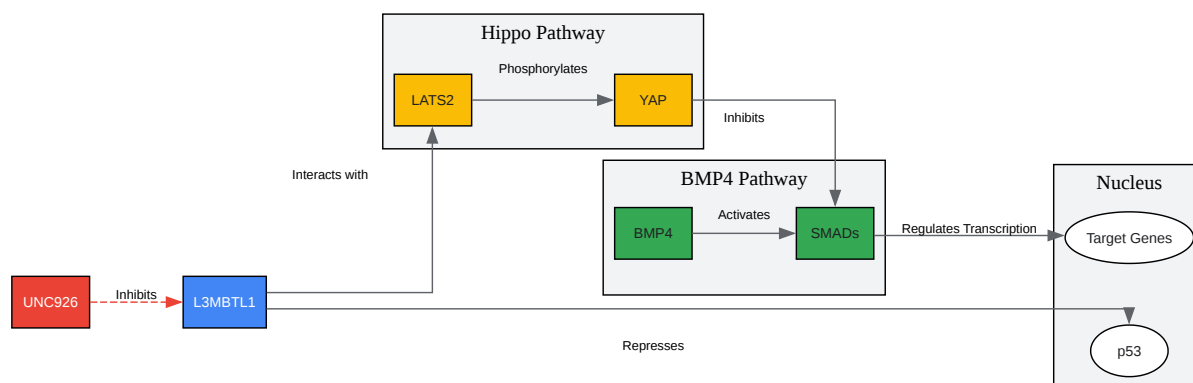 Hippo Pathway
Phosphorylates
LATS2
YAP
Inhibits
Interacts with
BMP4 Pathway
Activates
BMP4
SMADs
Regulates Transcription
Nucleus
Target Genes
UNC926
Inhibits
L3MBTL1
Represses
p53